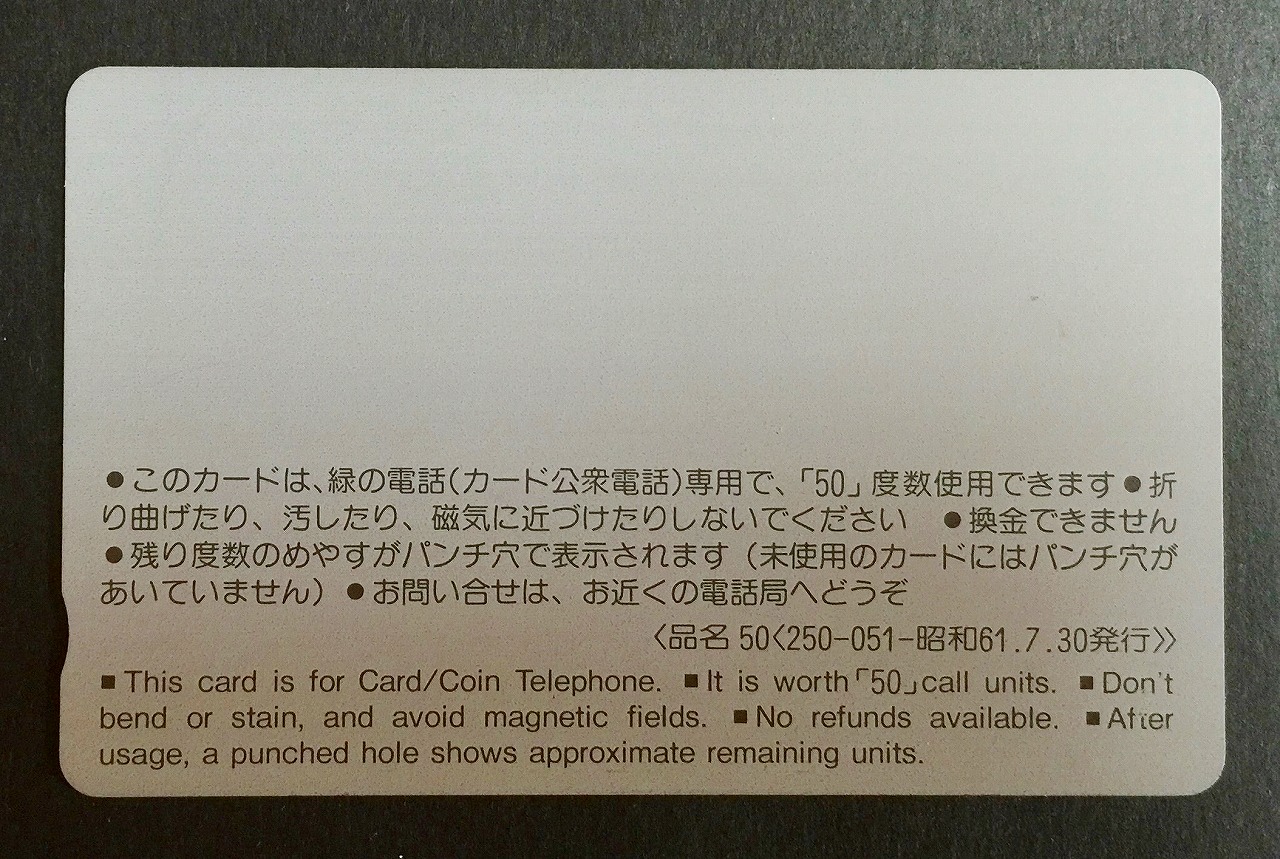 ●このカードは、緑の電話(カード公衆電話)専用で、「50」度数使用できます●折
り曲げたり、汚したり、磁気に近づけたりしないでください ●換金できません
●残り度数のめやすがパンチ穴で表示されます（未使用のカードにはパンチ穴が
あいていません）●お問い合せは、お近くの電話局へどうぞ
〈品名 50〈250-051-昭和61.7.30発行〉〉
■This card is for Card/Coin Telephone. ■It is worth「50」call units. ■Don't
bend or stain, and avoid magnetic fields. ■No refunds available. ■After
usage, a punched hole shows approximate remaining units.